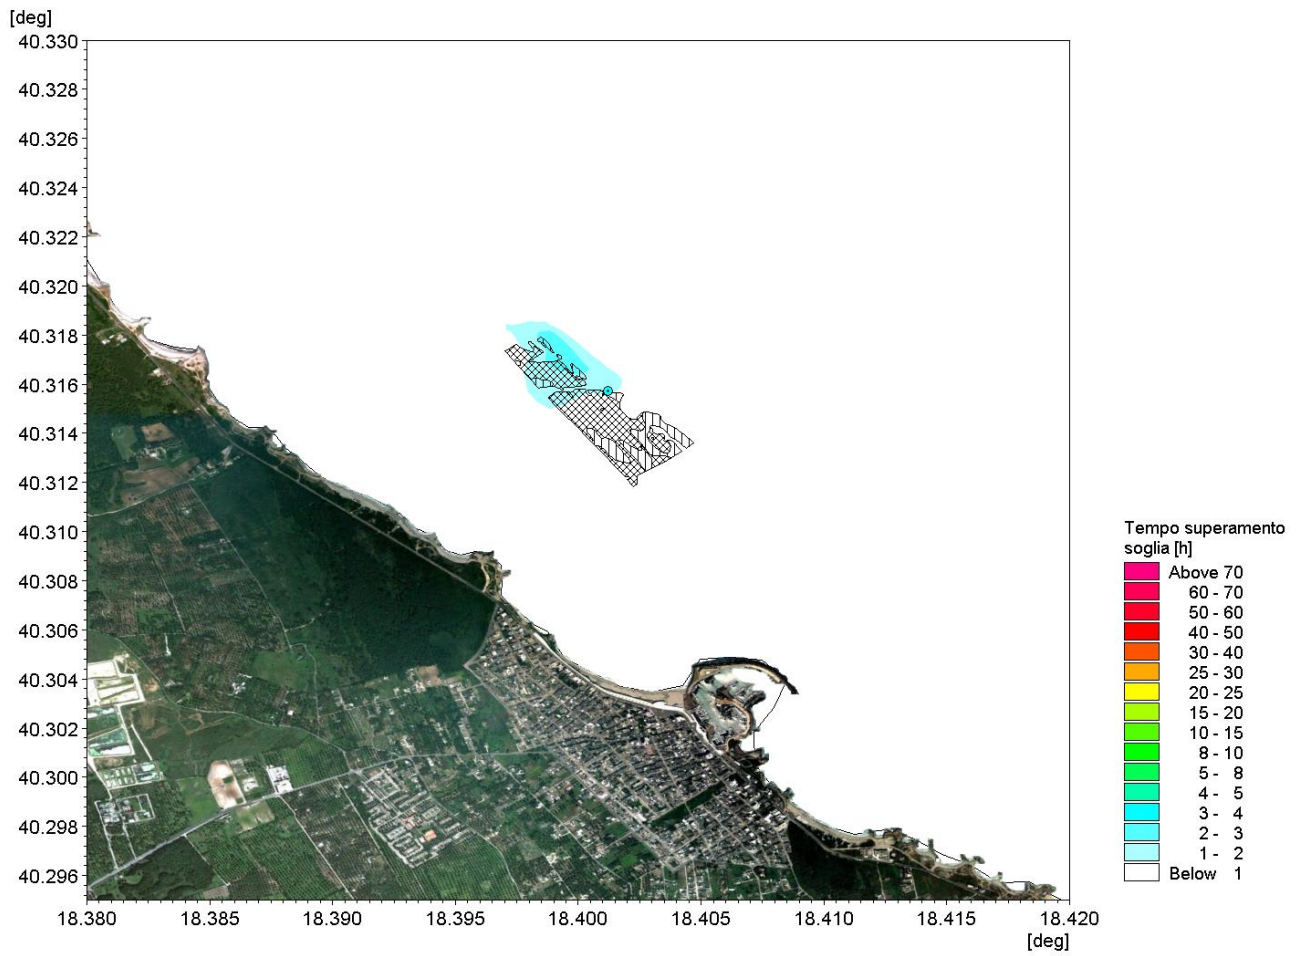 [deg]
40.330
40.328
40.326
40.324
40.322
40.320
40.318
40.316
40.314
40.312
40.310
40.308
40.306
40.304
40.302
40.300
40.298
40.296
18.380 18.385 18.390 18.395 18.400 18.405 18.410 18.415 18.420
[deg]
Tempo superamento
soglia [h]
Above 70
60 - 70
50 - 60
40 - 50
30 - 40
25 - 30
20 - 25
15 - 20
10 - 15
8 - 10
5 - 8
4 - 5
3 - 4
2 - 3
1 - 2
Below 1